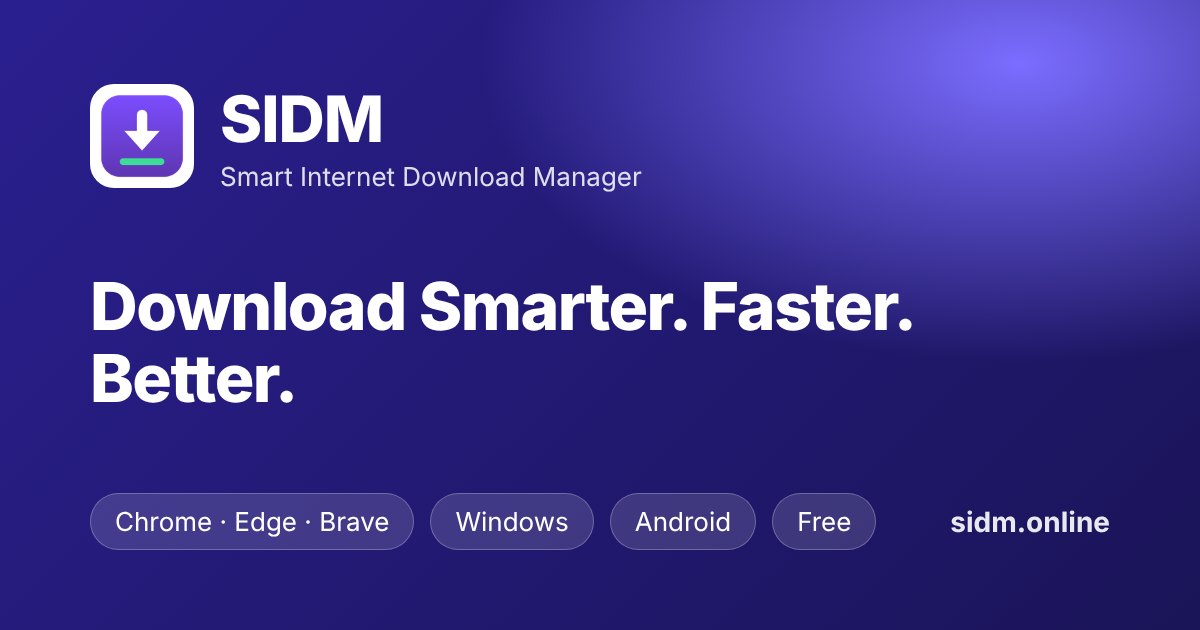 SIDM
Smart Internet Download Manager
Download Smarter. Faster.
Better.
Chrome · Edge · Brave
Windows
Android
Free
sidm.online